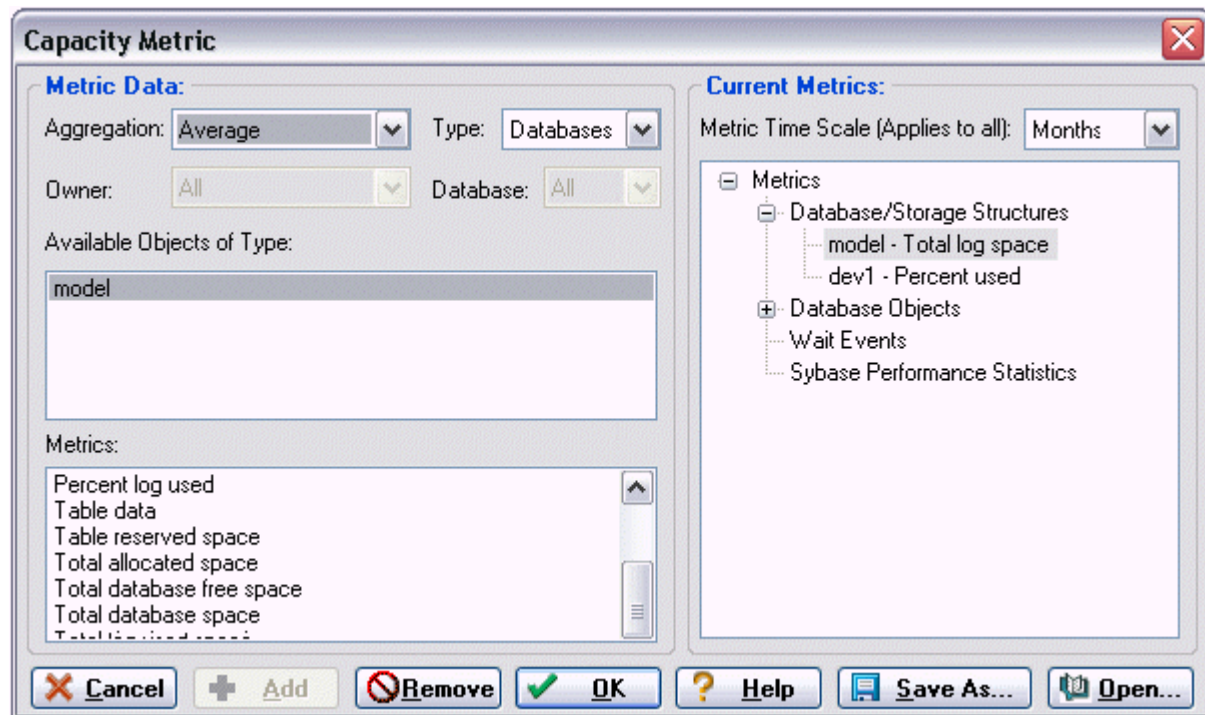 Capacity Metric
Metric Data:
Aggregation: Average Type: Databases
Owner: All Database: All
Available Objects of Type:
model
Metrics:
Percent log used
Table data
Table reserved space
Total allocated space
Total database free space
Total database space
Current Metrics:
Metric Time Scale (Applies to all): Months
Metrics
Database/Storage Structures
model - Total log space
dev1 - Percent used
Database Objects
Wait Events
Sybase Performance Statistics
Cancel Add Remove OK Help Save As... Open...